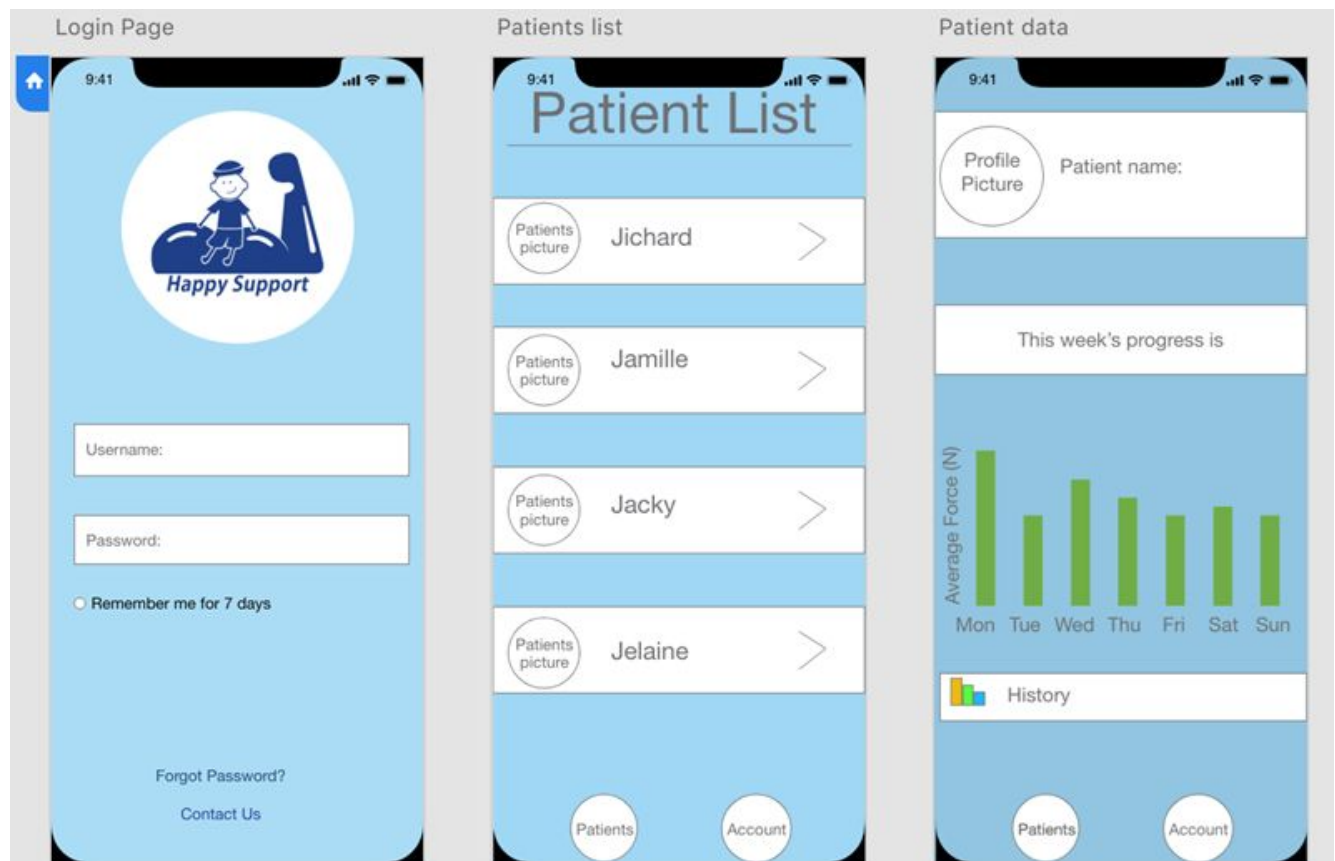 Login Page
9:41
Happy Support
Username:
Password:
Remember me for 7 days
Forgot Password?
Contact Us
Patients list
9:41
Patient List
Patients
picture
Jichard
Patients
picture
Jamille
Patients
picture
Jacky
Patients
picture
Jelaine
Patients
Account
Patient data
9:41
Profile
Picture
Patient name:
This week's progress is
Average Force (N)
Mon Tue Wed Thu Fri Sat Sun
History
Patients
Account